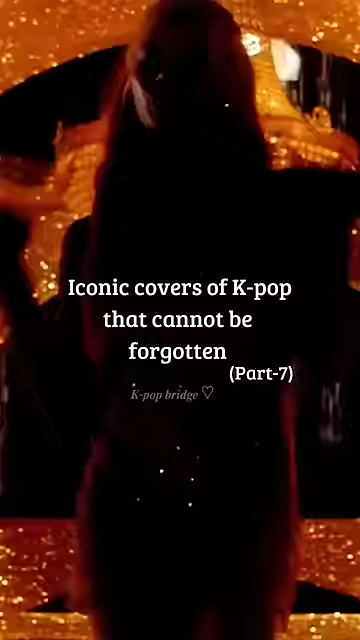 Iconic covers of K-pop
that cannot be
forgotten
(Part-7)
K-pop bridge ♡